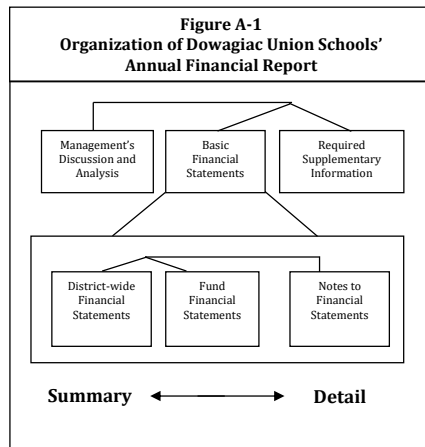 Figure A-1
Organization of Dowagiac Union Schools’
Annual Financial Report
Management’s
Discussion and
Analysis
Basic
Financial
Statements
Required
Supplementary
Information
District-wide
Financial
Statements
Fund
Financial
Statements
Notes to
Financial
Statements
Summary
Detail